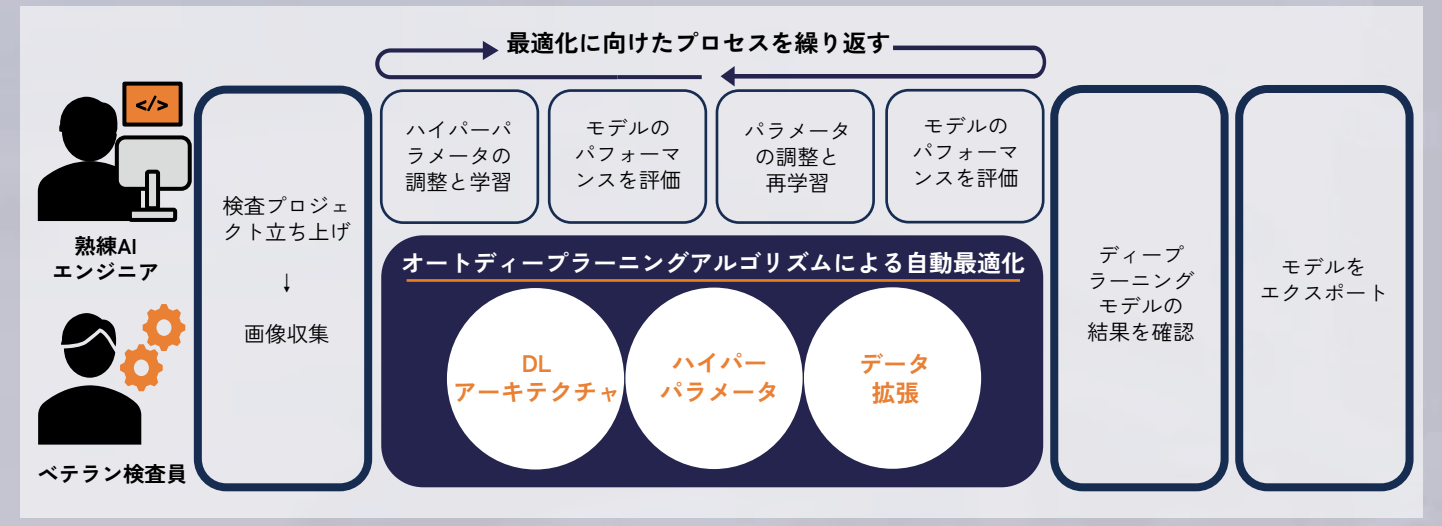 最適化に向けたプロセスを繰り返す
</>
熟練AI
エンジニア
ベテラン検査員
検査プロジェ
クト立ち上げ
↓
画像収集
ハイパーパ
ラメータの
調整と学習
モデルの
パフォーマ
ンスを評価
パラメータ
の調整と
再学習
モデルの
パフォーマ
ンスを評価
オートディープラーニングアルゴリズムによる自動最適化
DL
アーキテクチャ
ハイパー
パラメータ
データ
拡張
ディープ
ラーニング
モデルの
結果を確認
モデルを
エクスポート